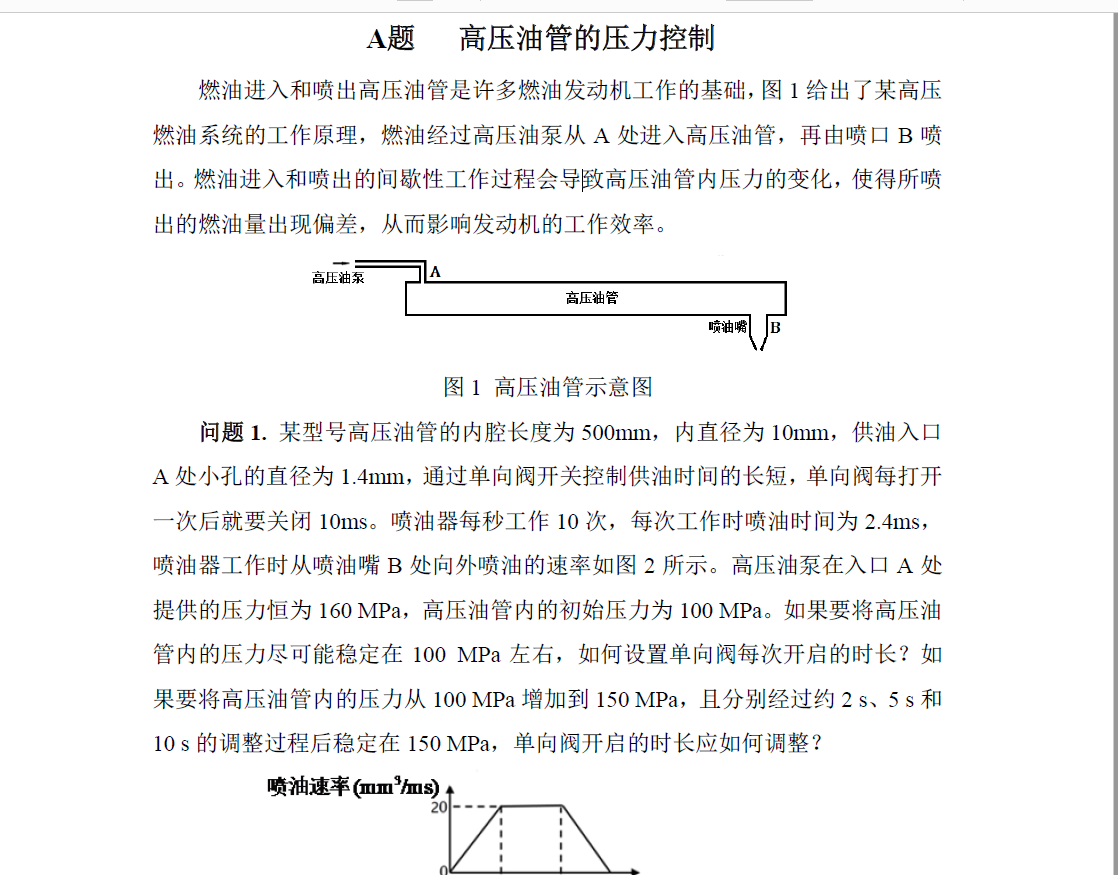 A题 高压油管的压力控制
燃油进入和喷出高压油管是许多燃油发动机工作的基础，图 1 给出了某高压
燃油系统的工作原理，燃油经过高压油泵从 A 处进入高压油管，再由喷口 B 喷
出。燃油进入和喷出的间歇性工作过程会导致高压油管内压力的变化，使得所喷
出的燃油量出现偏差，从而影响发动机的工作效率。
高压油泵
A
高压油管
喷油嘴
B
图 1 高压油管示意图
问题 1. 某型号高压油管的内腔长度为 500mm，内直径为 10mm，供油入口
A 处小孔的直径为 1.4mm，通过单向阀开关控制供油时间的长短，单向阀每打开
一次后就要关闭 10ms。喷油器每秒工作 10 次，每次工作时喷油时间为 2.4ms，
喷油器工作时从喷油嘴 B 处向外喷油的速率如图 2 所示。高压油泵在入口 A 处
提供的压力恒为 160 MPa，高压油管内的初始压力为 100 MPa。如果要将高压油
管内的压力尽可能稳定在 100 MPa 左右，如何设置单向阀每次开启的时长？如
果要将高压油管内的压力从 100 MPa 增加到 150 MPa，且分别经过约 2 s、5 s 和
10 s 的调整过程后稳定在 150 MPa，单向阀开启的时长应如何调整？
喷油速率(mm³/ms)
20
0